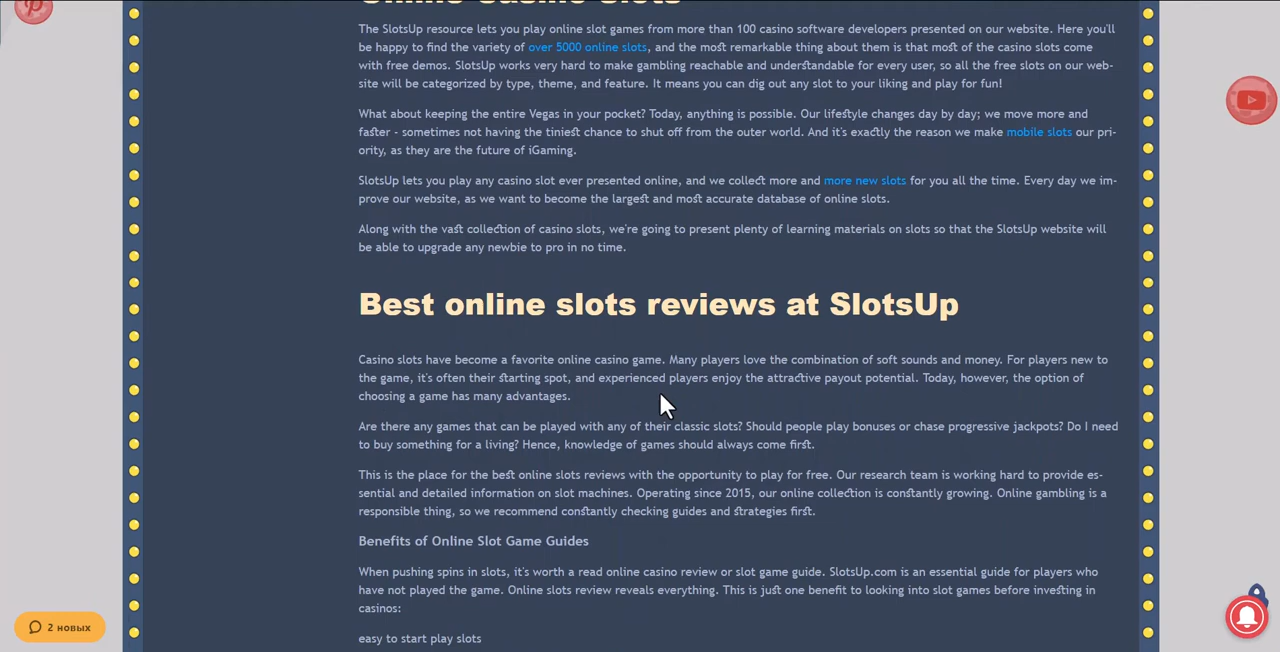 Online Casino Slots
The SlotsUp resource lets you play online slot games from more than 100 casino software developers presented on our website. Here you'll
be happy to find the variety of over 5000 online slots, and the most remarkable thing about them is that most of the casino slots come
with free demos. SlotsUp works very hard to make gambling reachable and understandable for every user, so all the free slots on our web-
site will be categorized by type, theme, and feature. It means you can dig out any slot to your liking and play for fun!
What about keeping the entire Vegas in your pocket? Today, anything is possible. Our lifestyle changes day by day; we move more and
faster - sometimes not having the tiniest chance to shut off from the outer world. And it's exactly the reason we make mobile slots our pri-
ority, as they are the future of iGaming.
SlotsUp lets you play any casino slot ever presented online, and we collect more and more new slots for you all the time. Every day we im-
prove our website, as we want to become the largest and most accurate database of online slots.
Along with the vast collection of casino slots, we're going to present plenty of learning materials on slots so that the SlotsUp website will
be able to upgrade any newbie to pro in no time.
Best online slots reviews at SlotsUp
Casino slots have become a favorite online casino game. Many players love the combination of soft sounds and money. For players new to
the game, it's often their starting spot, and experienced players enjoy the attractive payout potential. Today, however, the option of
choosing a game has many advantages.
Are there any games that can be played with any of their classic slots? Should people play bonuses or chase progressive jackpots? Do I need
to buy something for a living? Hence, knowledge of games should always come first.
This is the place for the best online slots reviews with the opportunity to play for free. Our research team is working hard to provide es-
sential and detailed information on slot machines. Operating since 2015, our online collection is constantly growing. Online gambling is a
responsible thing, so we recommend constantly checking guides and strategies first.
Benefits of Online Slot Game Guides
When pushing spins in slots, it's worth a read online casino review or slot game guide. SlotsUp.com is an essential guide for players who
have not played the game. Online slots review reveals everything. This is just one benefit to looking into slot games before investing in
casinos:
easy to start play slots
2 новых